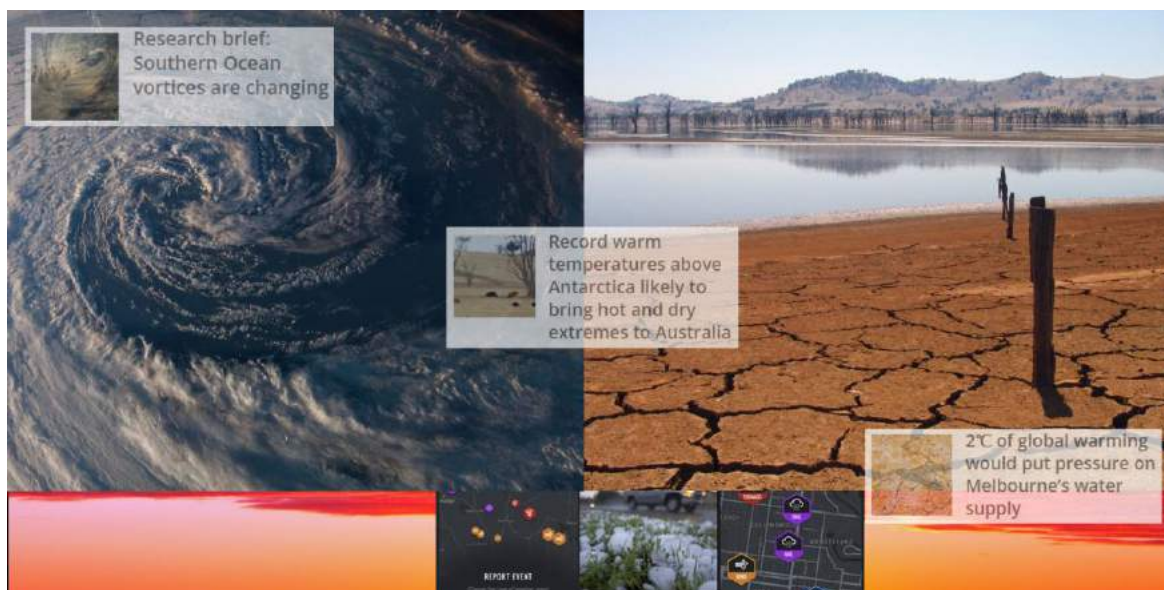 Research brief:
Southern Ocean
vortices are changing
Record warm
temperatures above
Antarctica likely to
bring hot and dry
extremes to Australia
2°C of global warming
would put pressure on
Melbourne's water
supply
REPORT EVENT